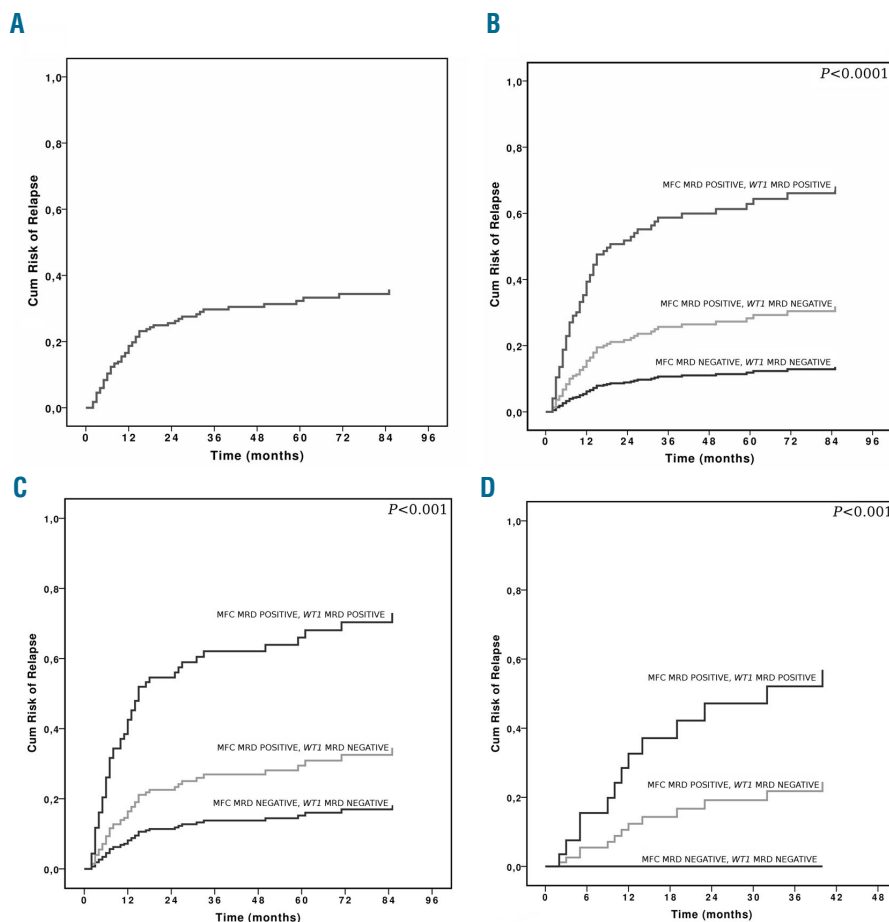 A
1,0
0,8
0,6
0,4
0,2
0,0
Cum Risk of Relapse
0 12 24 36 48 60 72 84 96
Time (months)
B
P<0.0001
1,0
0,8
0,6
0,4
0,2
0,0
Cum Risk of Relapse
MFC MRD POSITIVE, WT1 MRD POSITIVE
MFC MRD POSITIVE, WT1 MRD NEGATIVE
MFC MRD NEGATIVE, WT1 MRD NEGATIVE
0 12 24 36 48 60 72 84 96
Time (months)
C
P<0.001
1,0
0,8
0,6
0,4
0,2
0,0
Cum Risk of Relapse
MFC MRD POSITIVE, WT1 MRD POSITIVE
MFC MRD POSITIVE, WT1 MRD NEGATIVE
MFC MRD NEGATIVE, WT1 MRD NEGATIVE
0 12 24 36 48 60 72 84 96
Time (months)
D
P<0.001
1,0
0,8
0,6
0,4
0,2
0,0
Cum Risk of Relapse
MFC MRD POSITIVE, WT1 MRD POSITIVE
MFC MRD POSITIVE, WT1 MRD NEGATIVE
MFC MRD NEGATIVE, WT1 MRD NEGATIVE
0 6 12 18 24 30 36 42 48
Time (months)